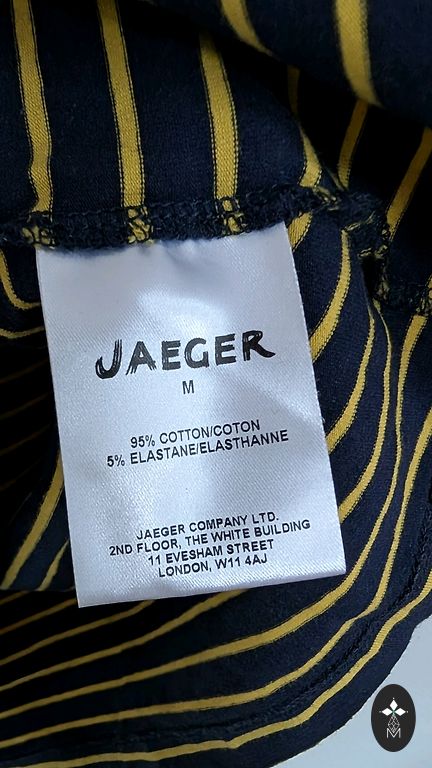 JAEGER
M
95% COTTON/COTON
5% ELASTANE/ELASTHANNE
JAEGER COMPANY LTD.
2ND FLOOR, THE WHITE BUILDING
11 EVESHAM STREET
LONDON, W11 4AJ
M